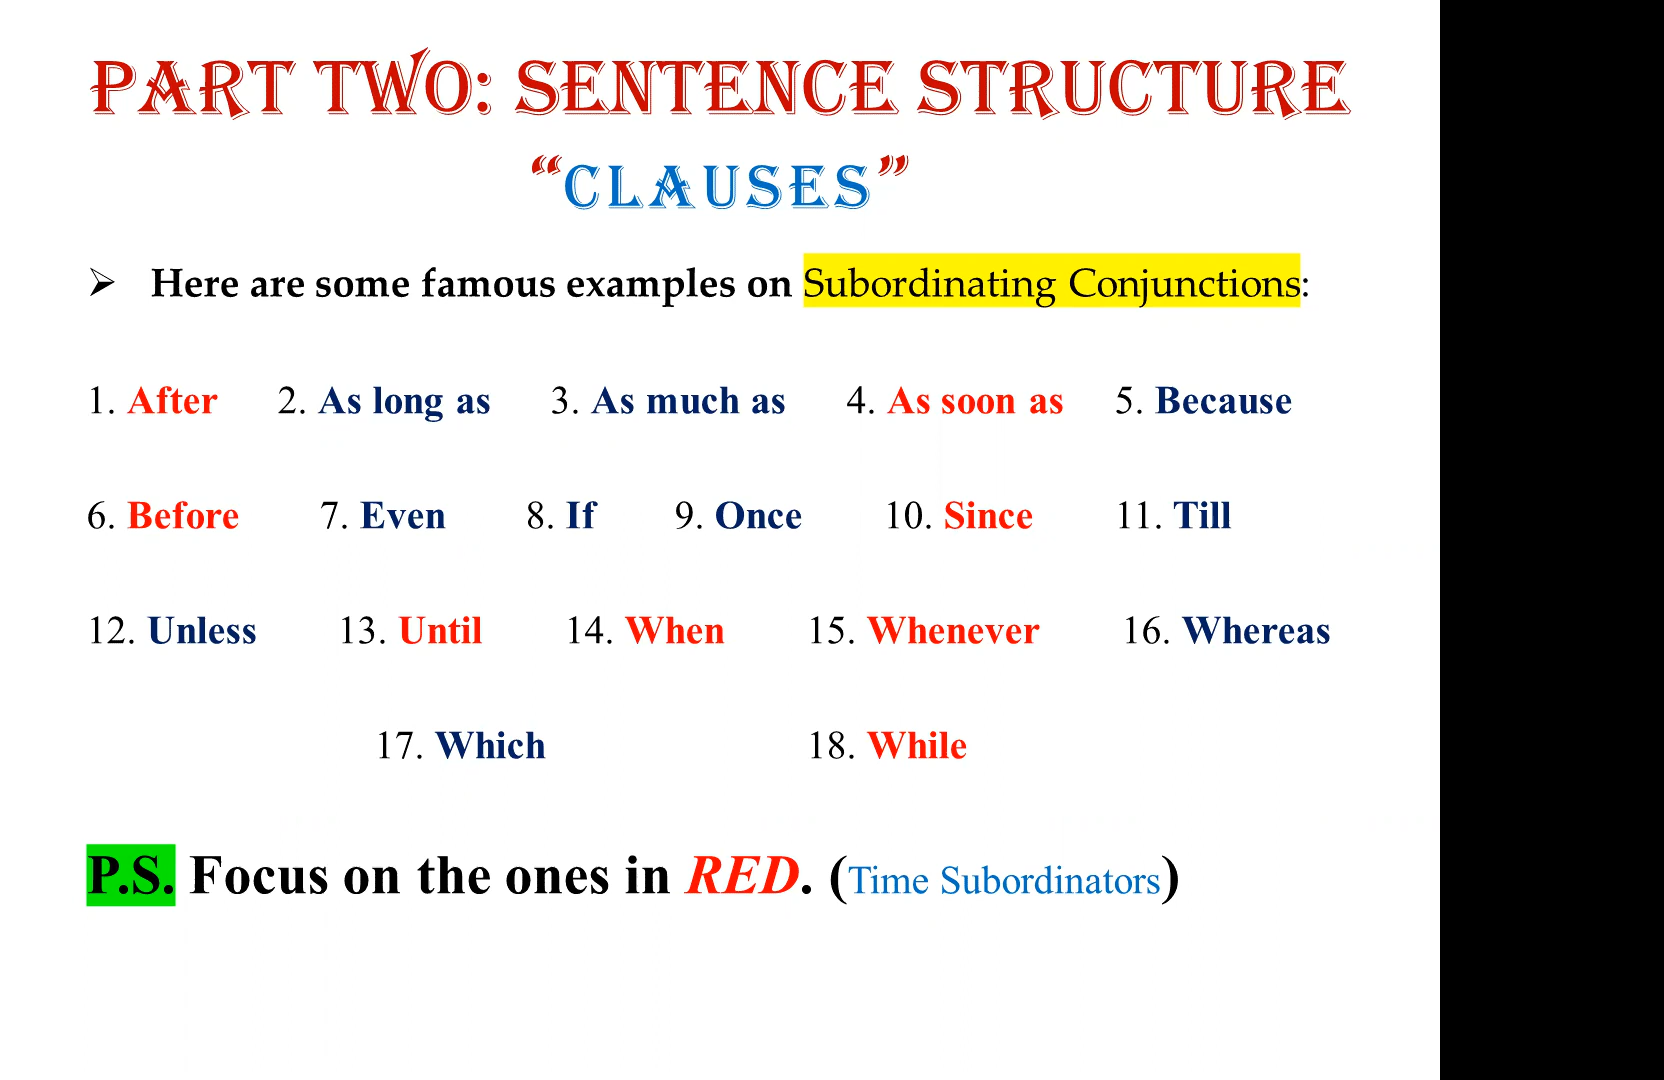 PART TWO: SENTENCE STRUCTURE
“CLAUSES”
➢ Here are some famous examples on Subordinating Conjunctions:
1. After 2. As long as 3. As much as 4. As soon as 5. Because
6. Before 7. Even 8. If 9. Once 10. Since 11. Till
12. Unless 13. Until 14. When 15. Whenever 16. Whereas
17. Which 18. While
P.S. Focus on the ones in RED. (Time Subordinators)